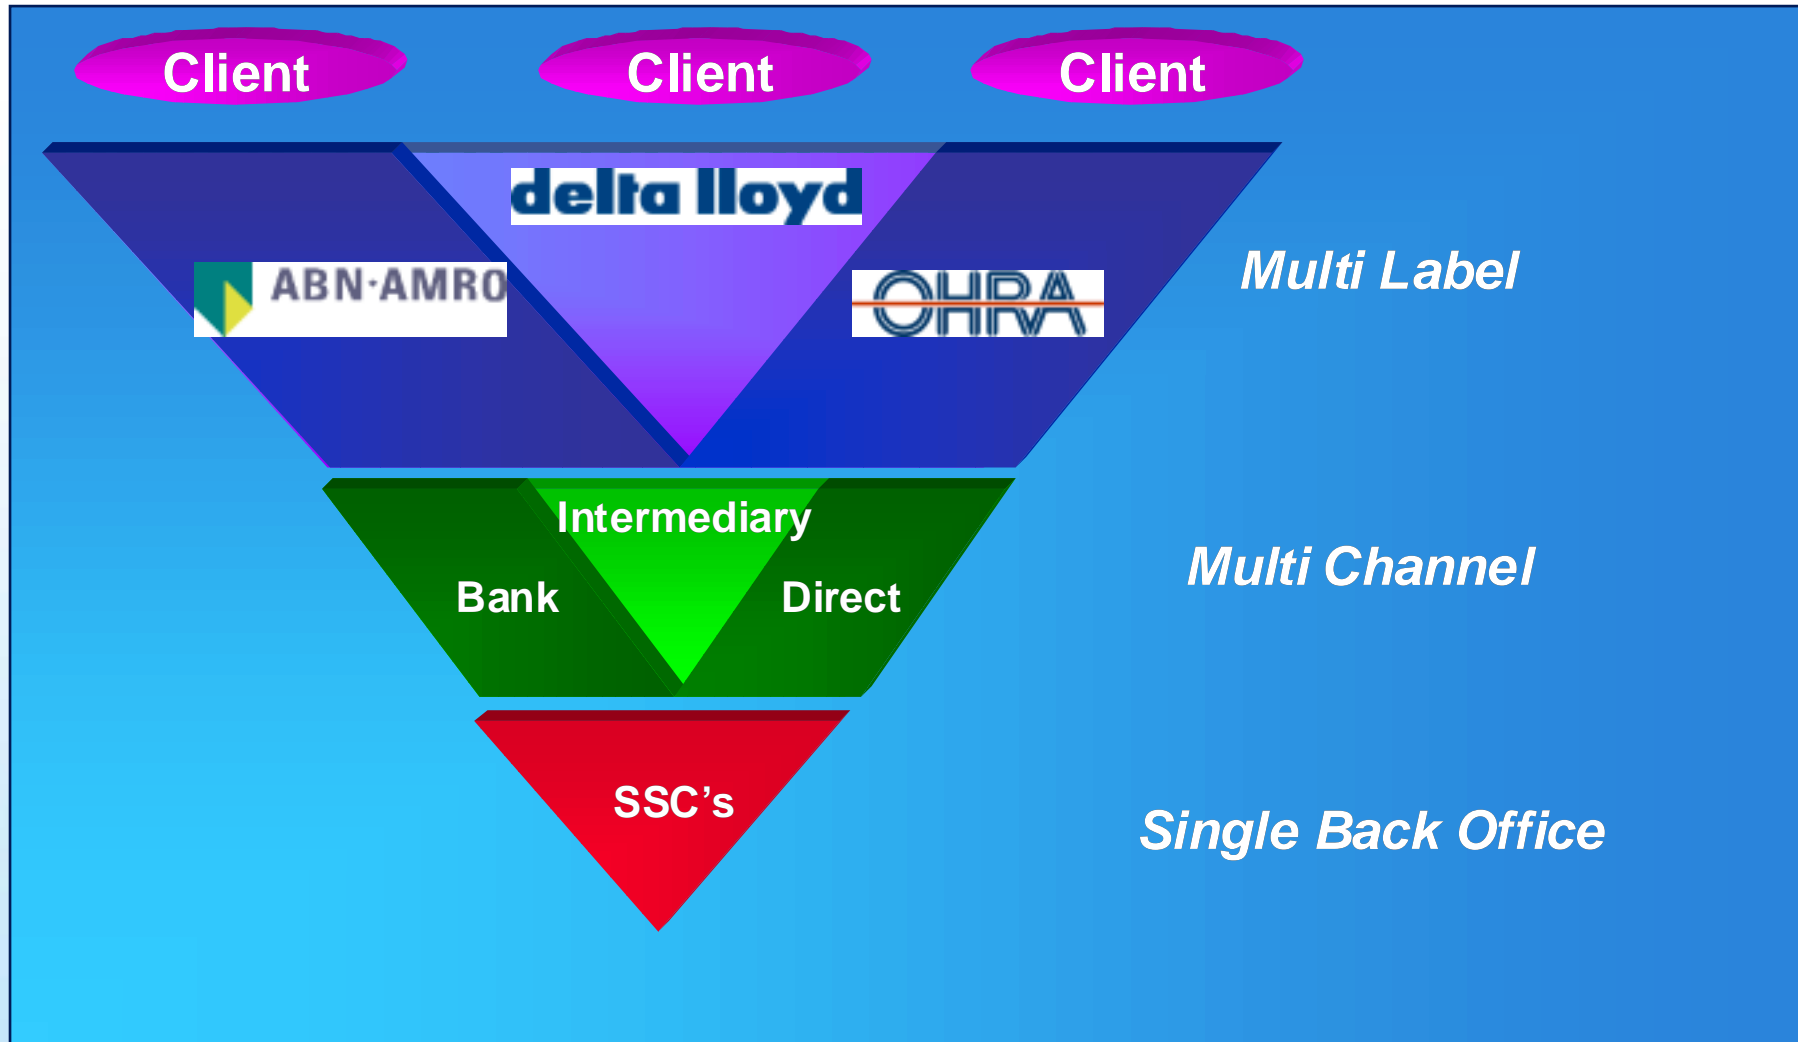 Client Client Client
delta lloyd
ABN·AMRO
OHRA
Multi Label
Intermediary
Bank
Direct
Multi Channel
SSC’s
Single Back Office